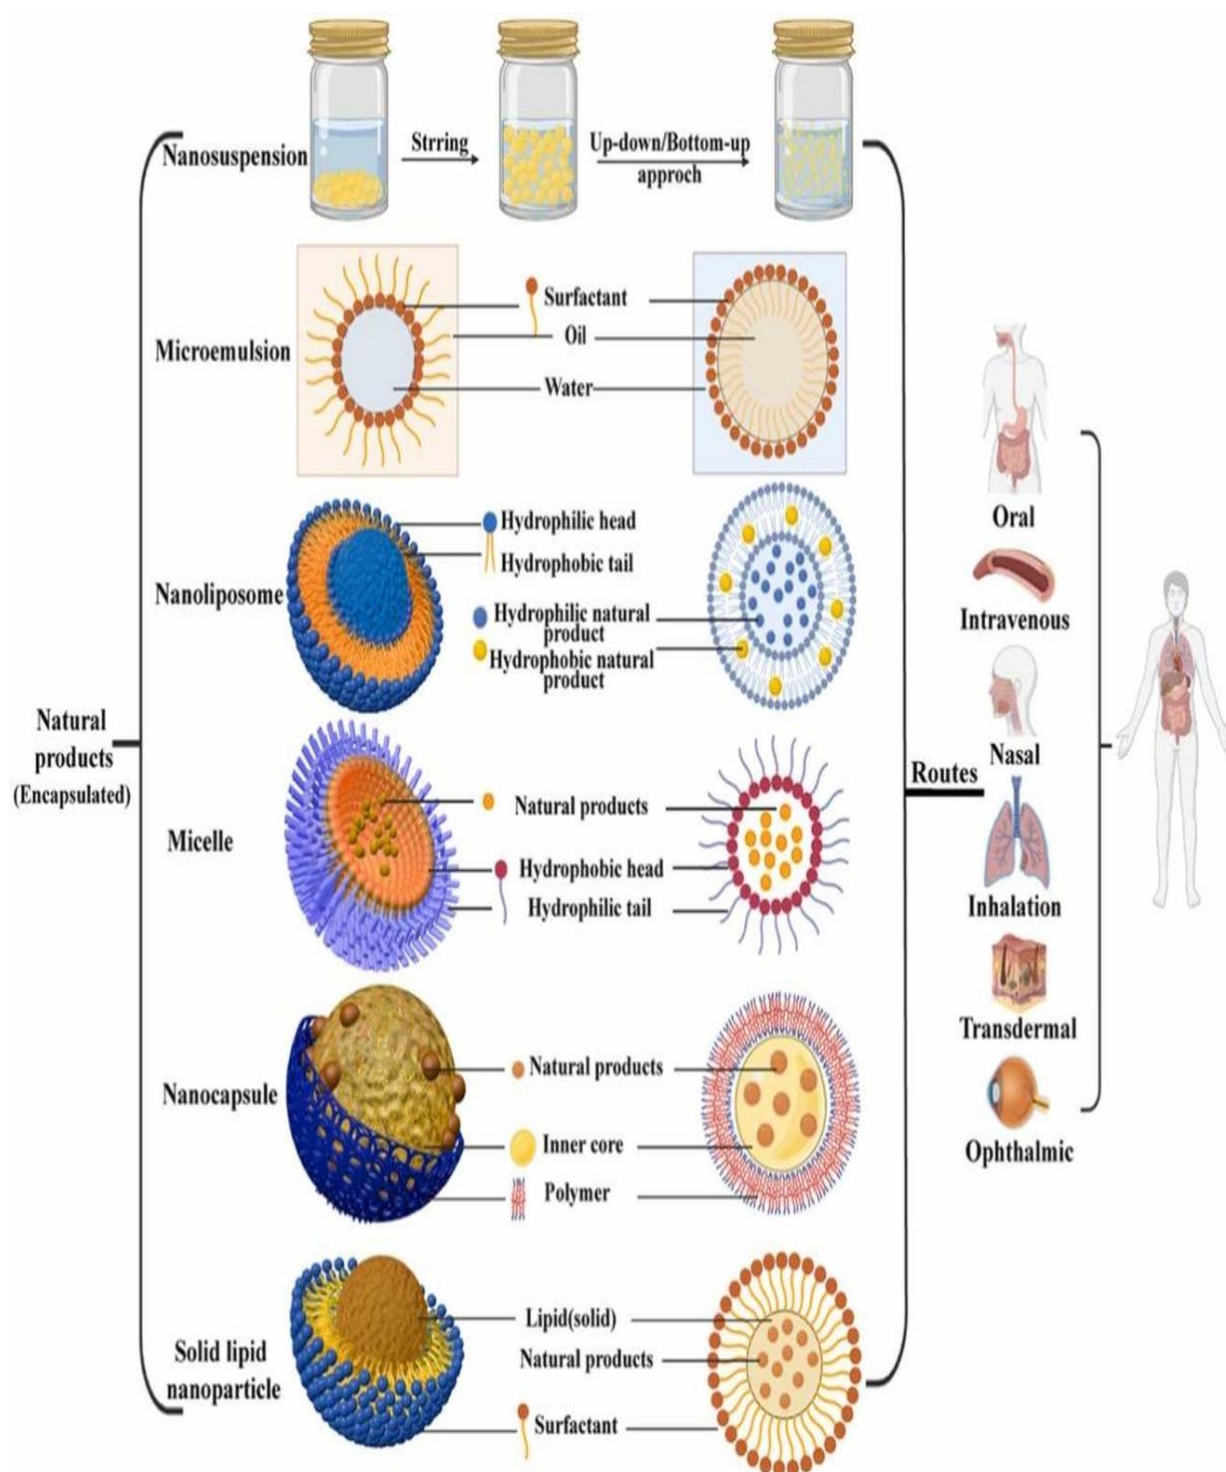 Nanosuspension
Strring
Up-down/Bottom-up
approch
Microemulsion
Surfactant
Oil
Water
Nanoliposome
Hydrophilic head
Hydrophobic tail
Hydrophilic natural
product
Hydrophobic natural
product
Natural
products
(Encapsulated)
Micelle
Natural products
Hydrophobic head
Hydrophilic tail
Nanocapsule
Natural products
Inner core
Polymer
Solid lipid
nanoparticle
Lipid(solid)
Natural products
Surfactant
Routes
Oral
Intravenous
Nasal
Inhalation
Transdermal
Ophthalmic